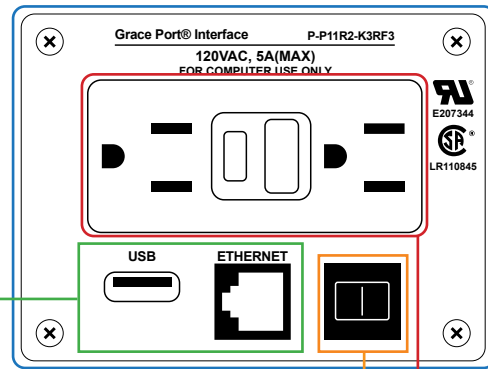 Grace Port® Interface P-P11R2-K3RF3
120VAC, 5A(MAX)
FOR COMPUTER USE ONLY
E207344
LR110845
USB ETHERNET